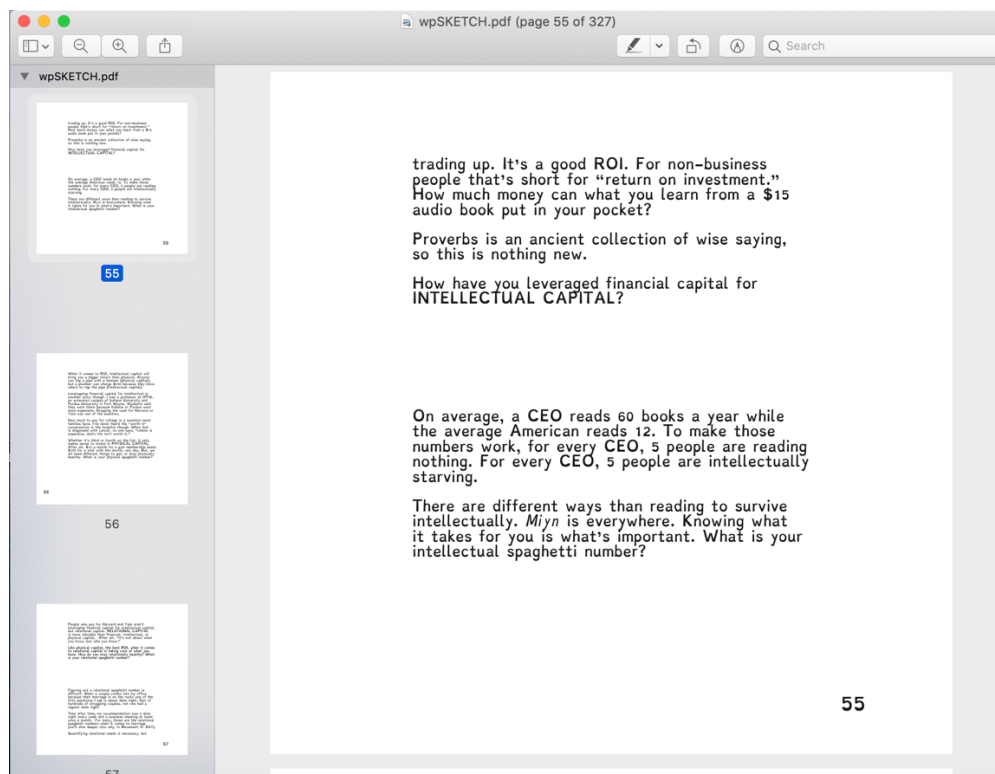 wpSKETCH.pdf (page 55 of 327)
Search
wpSKETCH.pdf
55
56
57
trading up. It's a good ROI. For non-business
people that's short for “return on investment.”
How much money can what you learn from a $15
audio book put in your pocket?
Proverbs is an ancient collection of wise saying,
so this is nothing new.
How have you leveraged financial capital for
INTELLECTUAL CAPITAL?
On average, a CEO reads 60 books a year while
the average American reads 12. To make those
numbers work, for every CEO, 5 people are reading
nothing. For every CEO, 5 people are intellectually
starving.
There are different ways than reading to survive
intellectually. Miyn is everywhere. Knowing what
it takes for you is what's important. What is your
intellectual spaghetti number?
55